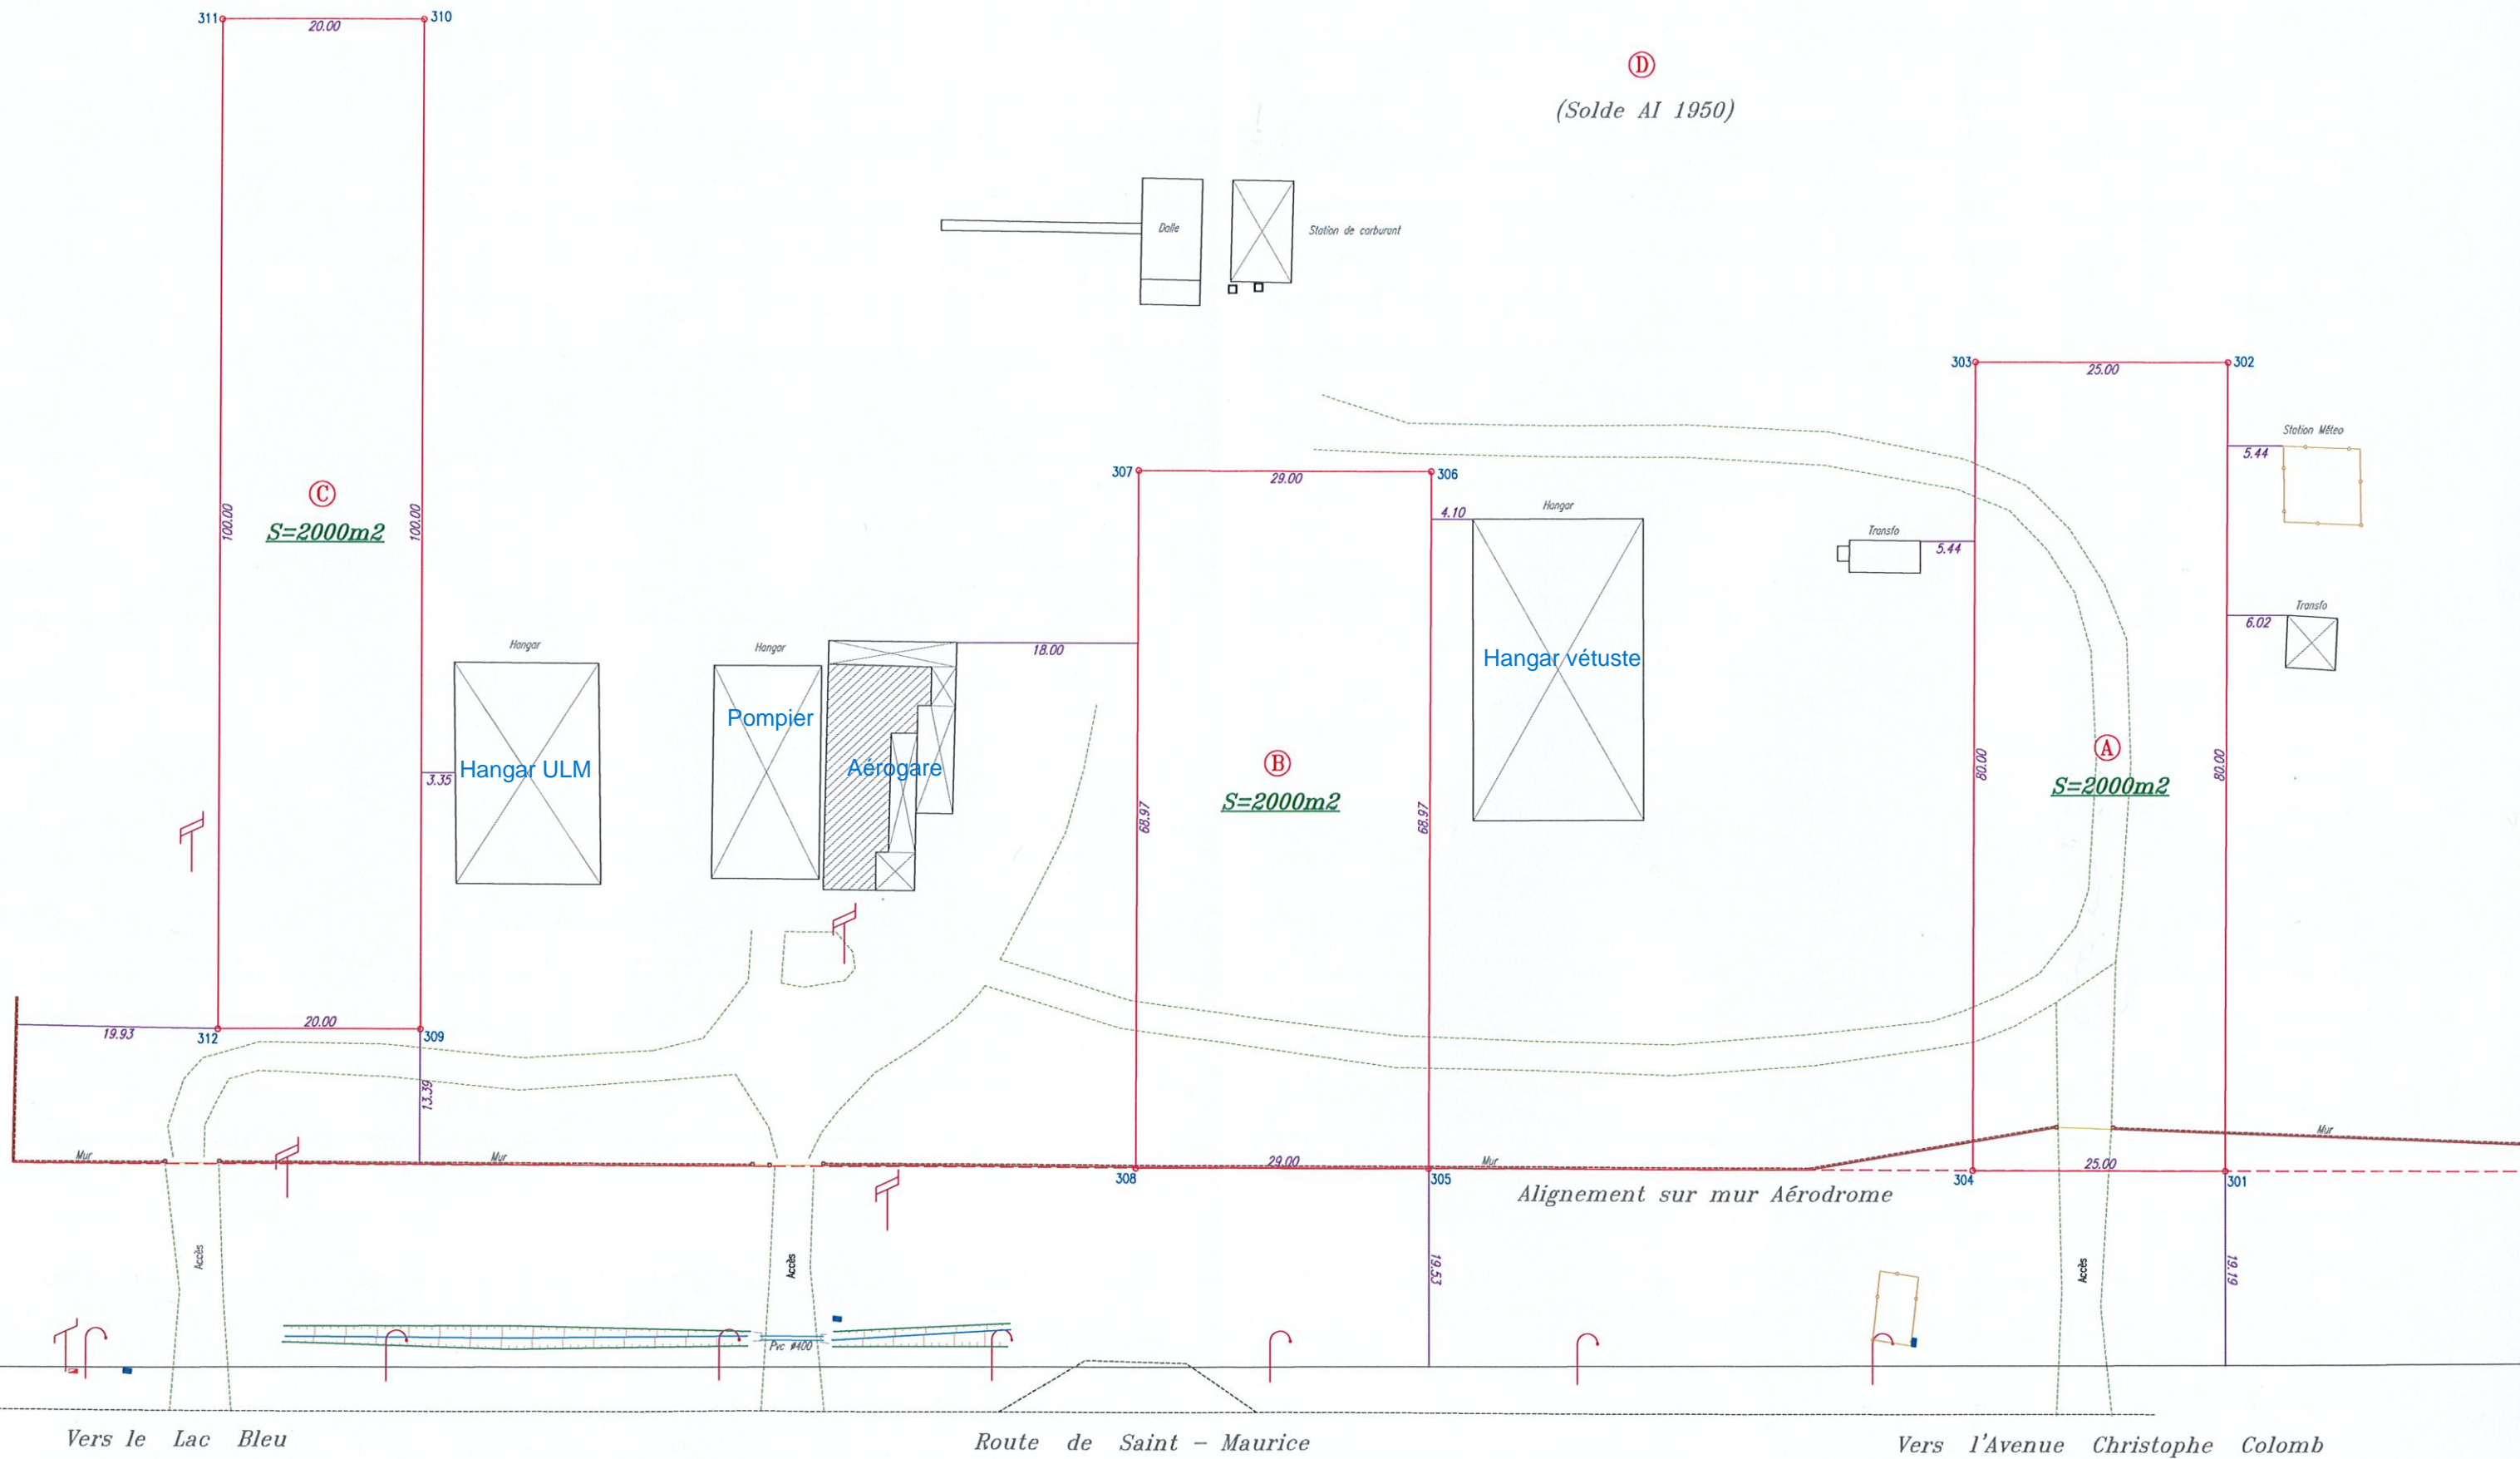 311
310
20.00
D
(Solde AI 1950)
Dalle
Station de carburant
303
302
25.00
Station Méteo
5.44
307
306
29.00
4.10
Hangar
C
S=2000m2
100.00
100.00
Transfo
5.44
Transfo
6.02
Hangar
Hangar
18.00
Hangar vétuste
Pompier
Hangar ULM
Aérogare
3.35
B
S=2000m2
68.97
68.97
A
S=2000m2
80.00
80.00
19.93
20.00
312
309
13.39
Mur
Mur
29.00
Mur
Mur
25.00
308
305
304
301
Alignement sur mur Aérodrome
Accès
Accès
Accès
19.53
19.19
Pvc ø400
Vers le Lac Bleu
Route de Saint - Maurice
Vers l'Avenue Christophe Colomb